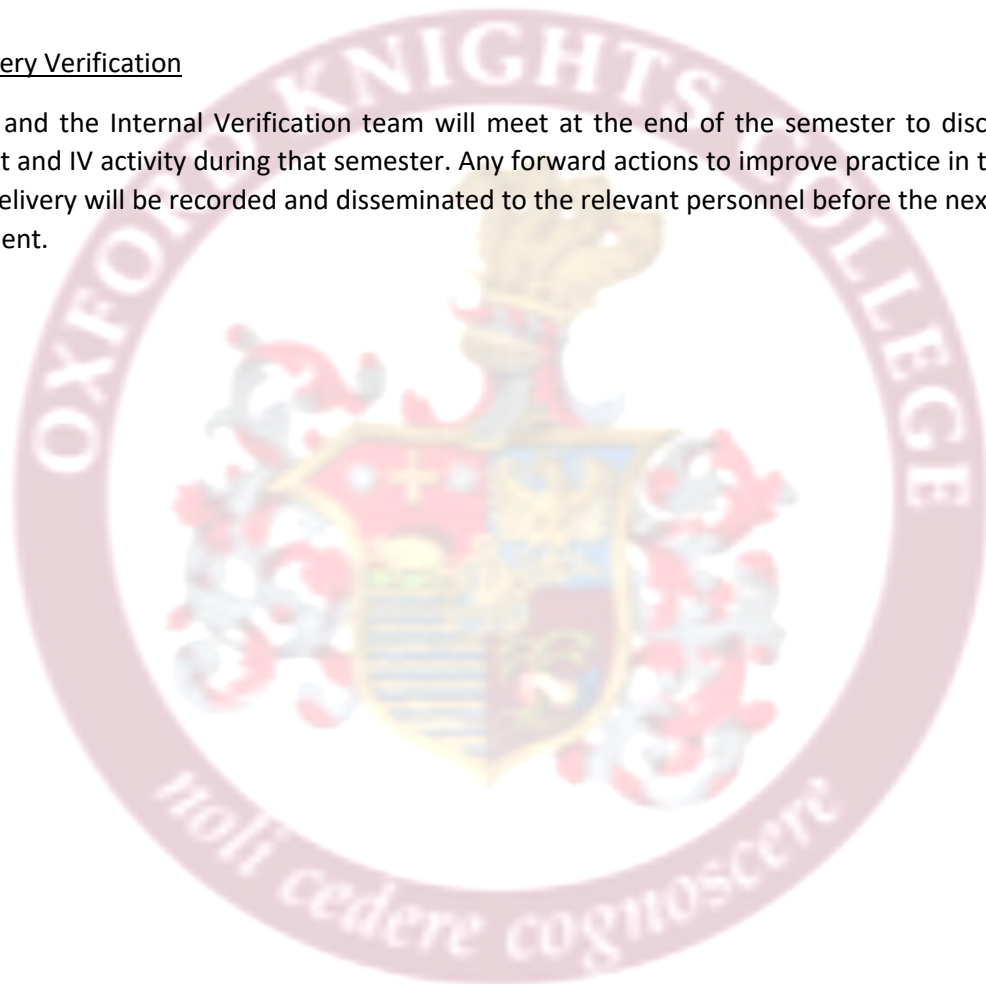 ery Verification
and the Internal Verification team will meet at the end of the semester to disc
t and IV activity during that semester. Any forward actions to improve practice in t
elivery will be recorded and disseminated to the relevant personnel before the nex
ent.
OXFORD KNIGHTS COLLEGE
noli cedere cognoscere